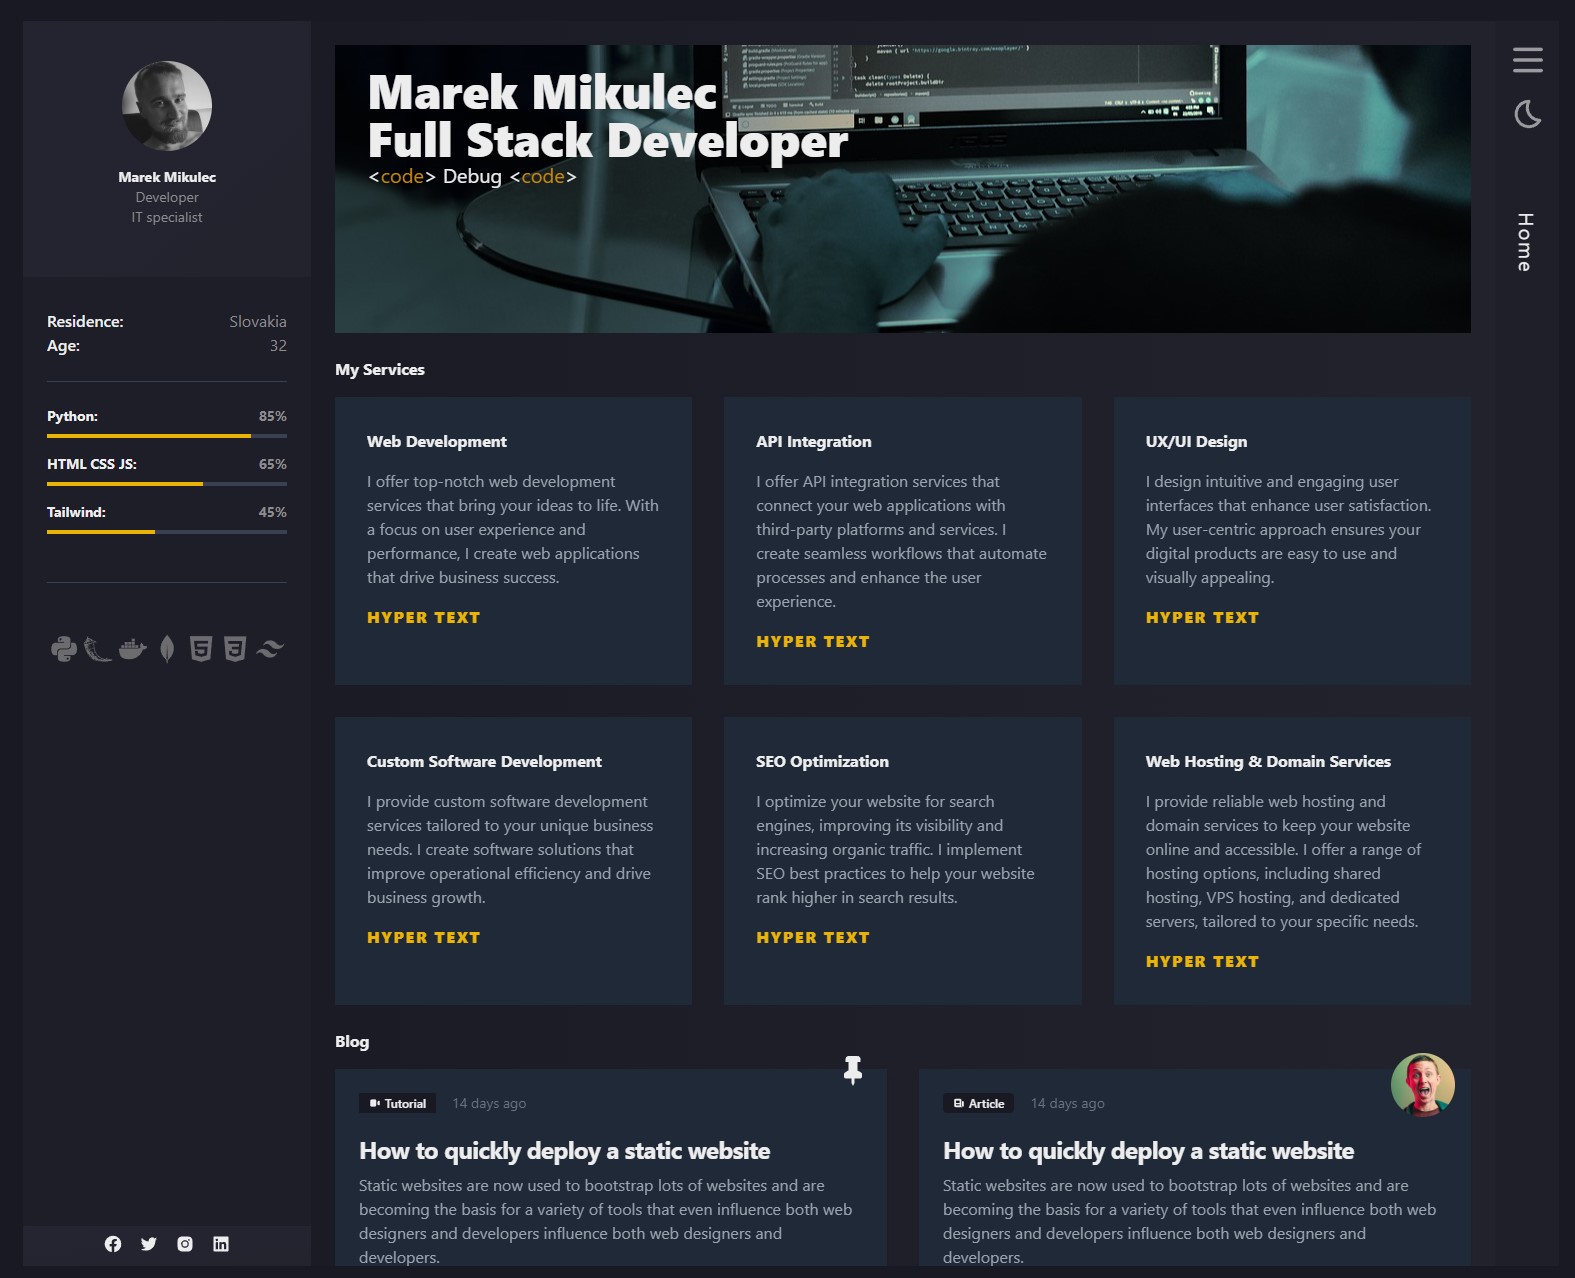 Marek Mikulec
Developer
IT specialist
Residence: Slovakia
Age: 32
Python: 85%
HTML CSS JS: 65%
Tailwind: 45%
Marek Mikulec
Full Stack Developer
<code> Debug <code>
Home
My Services
Web Development
I offer top-notch web development
services that bring your ideas to life. With
a focus on user experience and
performance, I create web applications
that drive business success.
HYPER TEXT
API Integration
I offer API integration services that
connect your web applications with
third-party platforms and services. I
create seamless workflows that automate
processes and enhance the user
experience.
HYPER TEXT
UX/UI Design
I design intuitive and engaging user
interfaces that enhance user satisfaction.
My user-centric approach ensures your
digital products are easy to use and
visually appealing.
HYPER TEXT
Custom Software Development
I provide custom software development
services tailored to your unique business
needs. I create software solutions that
improve operational efficiency and drive
business growth.
HYPER TEXT
SEO Optimization
I optimize your website for search
engines, improving its visibility and
increasing organic traffic. I implement
SEO best practices to help your website
rank higher in search results.
HYPER TEXT
Web Hosting & Domain Services
I provide reliable web hosting and
domain services to keep your website
online and accessible. I offer a range of
hosting options, including shared
hosting, VPS hosting, and dedicated
servers, tailored to your specific needs.
HYPER TEXT
Blog
Tutorial 14 days ago
How to quickly deploy a static website
Static websites are now used to bootstrap lots of websites and are
becoming the basis for a variety of tools that even influence both web
designers and developers influence both web designers and
developers.
Article 14 days ago
How to quickly deploy a static website
Static websites are now used to bootstrap lots of websites and are
becoming the basis for a variety of tools that even influence both web
designers and developers influence both web designers and
developers.